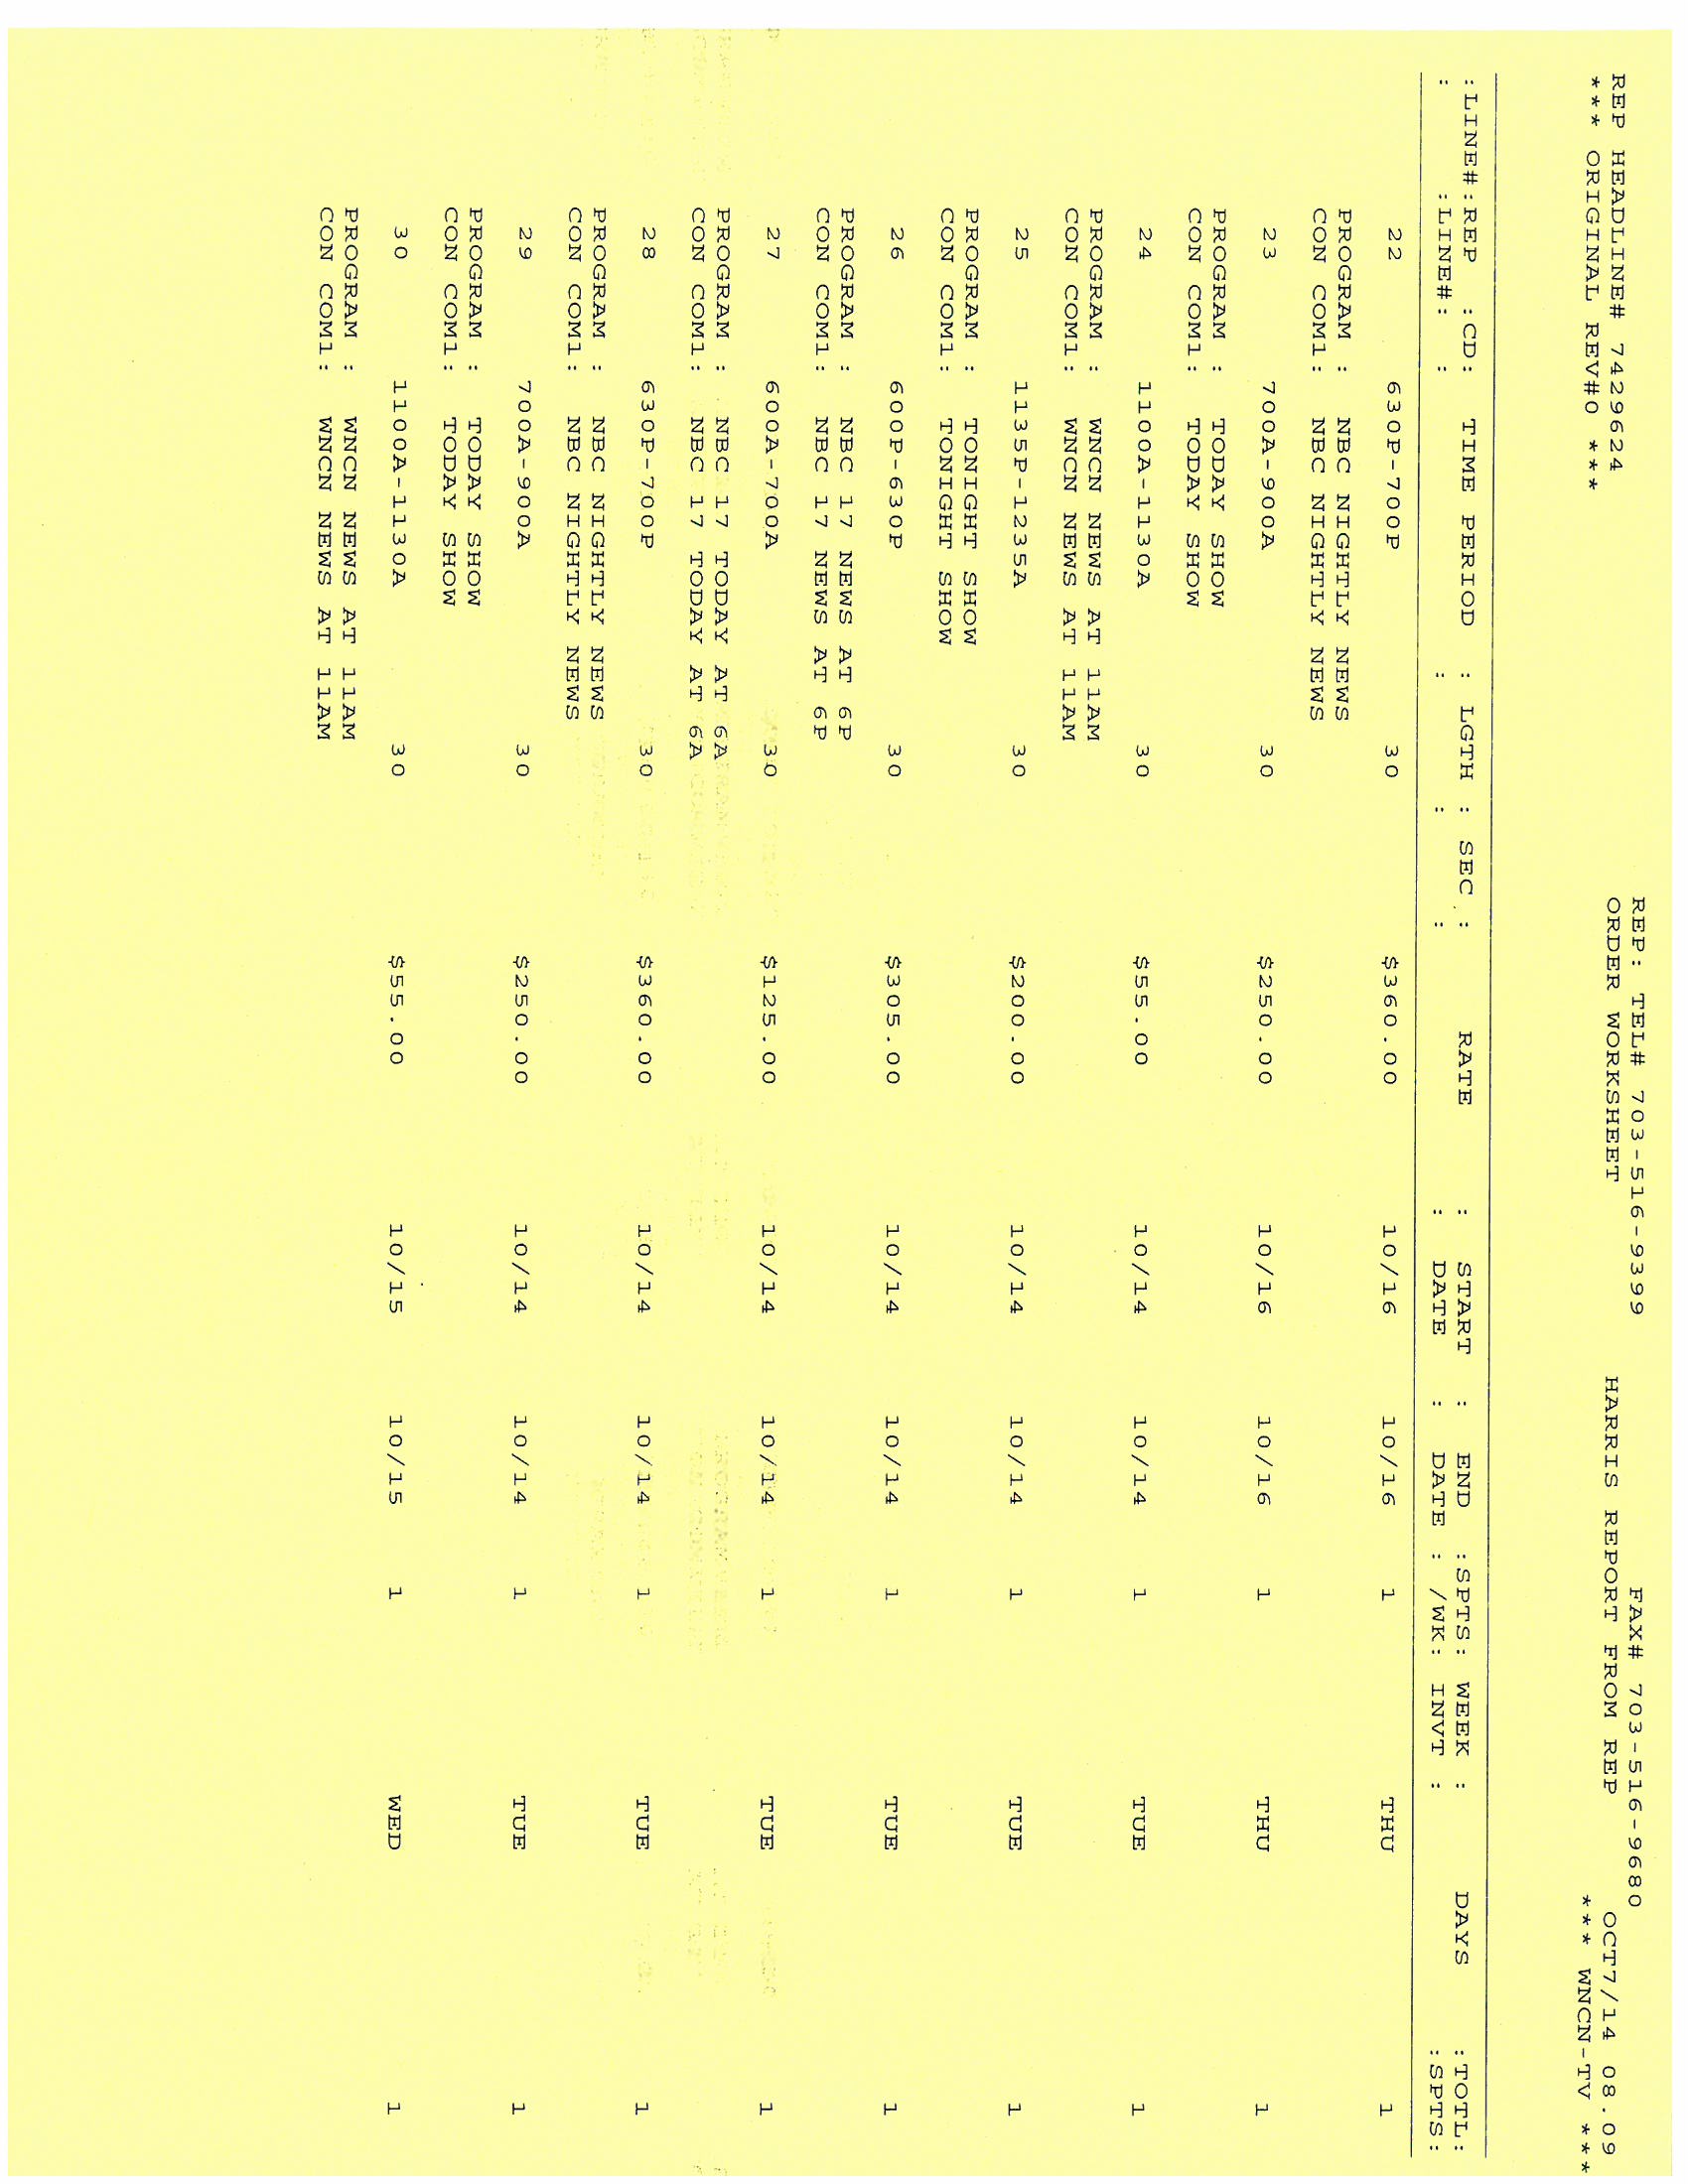 REP: TEL# 703-516-9399 FAX# 703-516-9680
REP HEADLINE# 7429624 ORDER WORKSHEET HARRIS REPORT FROM REP OCT7/14 08.09
*** ORIGINAL REV#0 *** *** WNCN-TV ***
:LINE#:REP :CD: TIME PERIOD : LGTH : SEC : RATE : START : END :SPTS: WEEK : DAYS :TOTL:
: :LINE#: : : : : : DATE : DATE : /WK: INVT : :SPTS:
22 630P-700P 30 $360.00 10/16 10/16 1 THU 1
PROGRAM : NBC NIGHTLY NEWS
CON COM1: NBC NIGHTLY NEWS
23 700A-900A 30 $250.00 10/16 10/16 1 THU 1
PROGRAM : TODAY SHOW
CON COM1: TODAY SHOW
24 1100A-1130A 30 $55.00 10/14 10/14 1 TUE 1
PROGRAM : WNCN NEWS AT 11AM
CON COM1: WNCN NEWS AT 11AM
25 1135P-1235A 30 $200.00 10/14 10/14 1 TUE 1
PROGRAM : TONIGHT SHOW
CON COM1: TONIGHT SHOW
26 600P-630P 30 $305.00 10/14 10/14 1 TUE 1
PROGRAM : NBC 17 NEWS AT 6P
CON COM1: NBC 17 NEWS AT 6P
27 600A-700A 30 $125.00 10/14 10/14 1 TUE 1
PROGRAM : NBC 17 TODAY AT 6A
CON COM1: NBC 17 TODAY AT 6A
28 630P-700P 30 $360.00 10/14 10/14 1 TUE 1
PROGRAM : NBC NIGHTLY NEWS
CON COM1: NBC NIGHTLY NEWS
29 700A-900A 30 $250.00 10/14 10/14 1 TUE 1
PROGRAM : TODAY SHOW
CON COM1: TODAY SHOW
30 1100A-1130A 30 $55.00 10/15 10/15 1 WED 1
PROGRAM : WNCN NEWS AT 11AM
CON COM1: WNCN NEWS AT 11AM